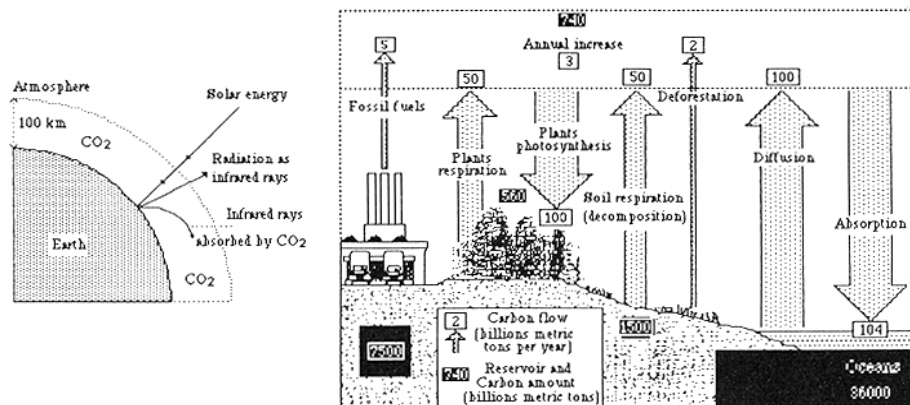 Atmosphere
100 km
CO2
Solar energy
Radiation as
infrared rays
Infrared rays
absorbed by CO2
Earth
CO2
740
5
Annual increase
3
2
50
50
100
Fossil fuels
Deforestation
Plants
respiration
Plants
photosynthesis
Diffusion
560
100
Soil respiration
(decomposition)
Absorption
104
7500
2
Carbon flow
(billions metric
tons per year)
740
Reservoir and
Carbon amount
(billions metric tons)
1500
Oceans
36000